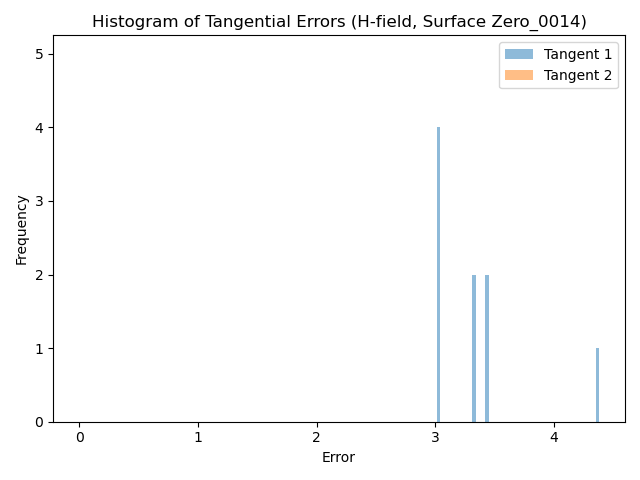 Histogram of Tangential Errors (H-field, Surface Zero_0014)
Tangent 1
Tangent 2
5
4
3
2
1
0
Frequency
0 1 2 3 4
Error